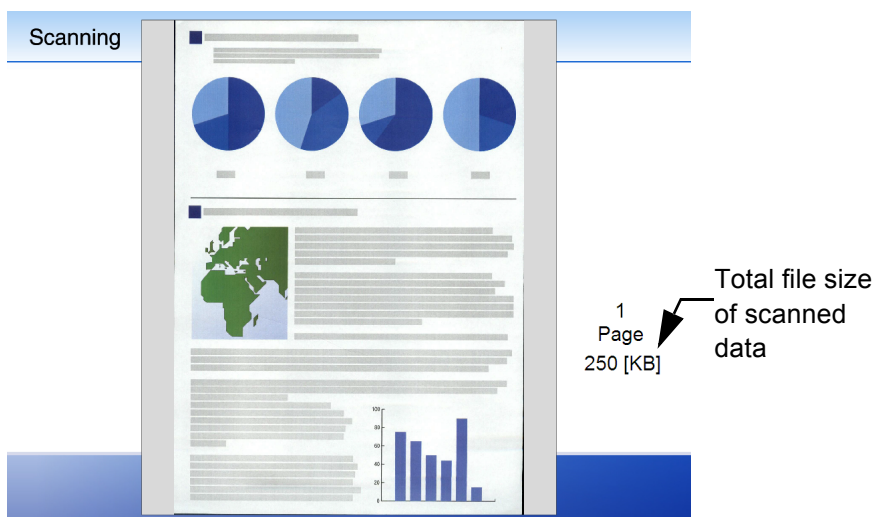 Scanning
1
Page
250 [KB]
Total file size
of scanned
data
100
80
60
40
20
0